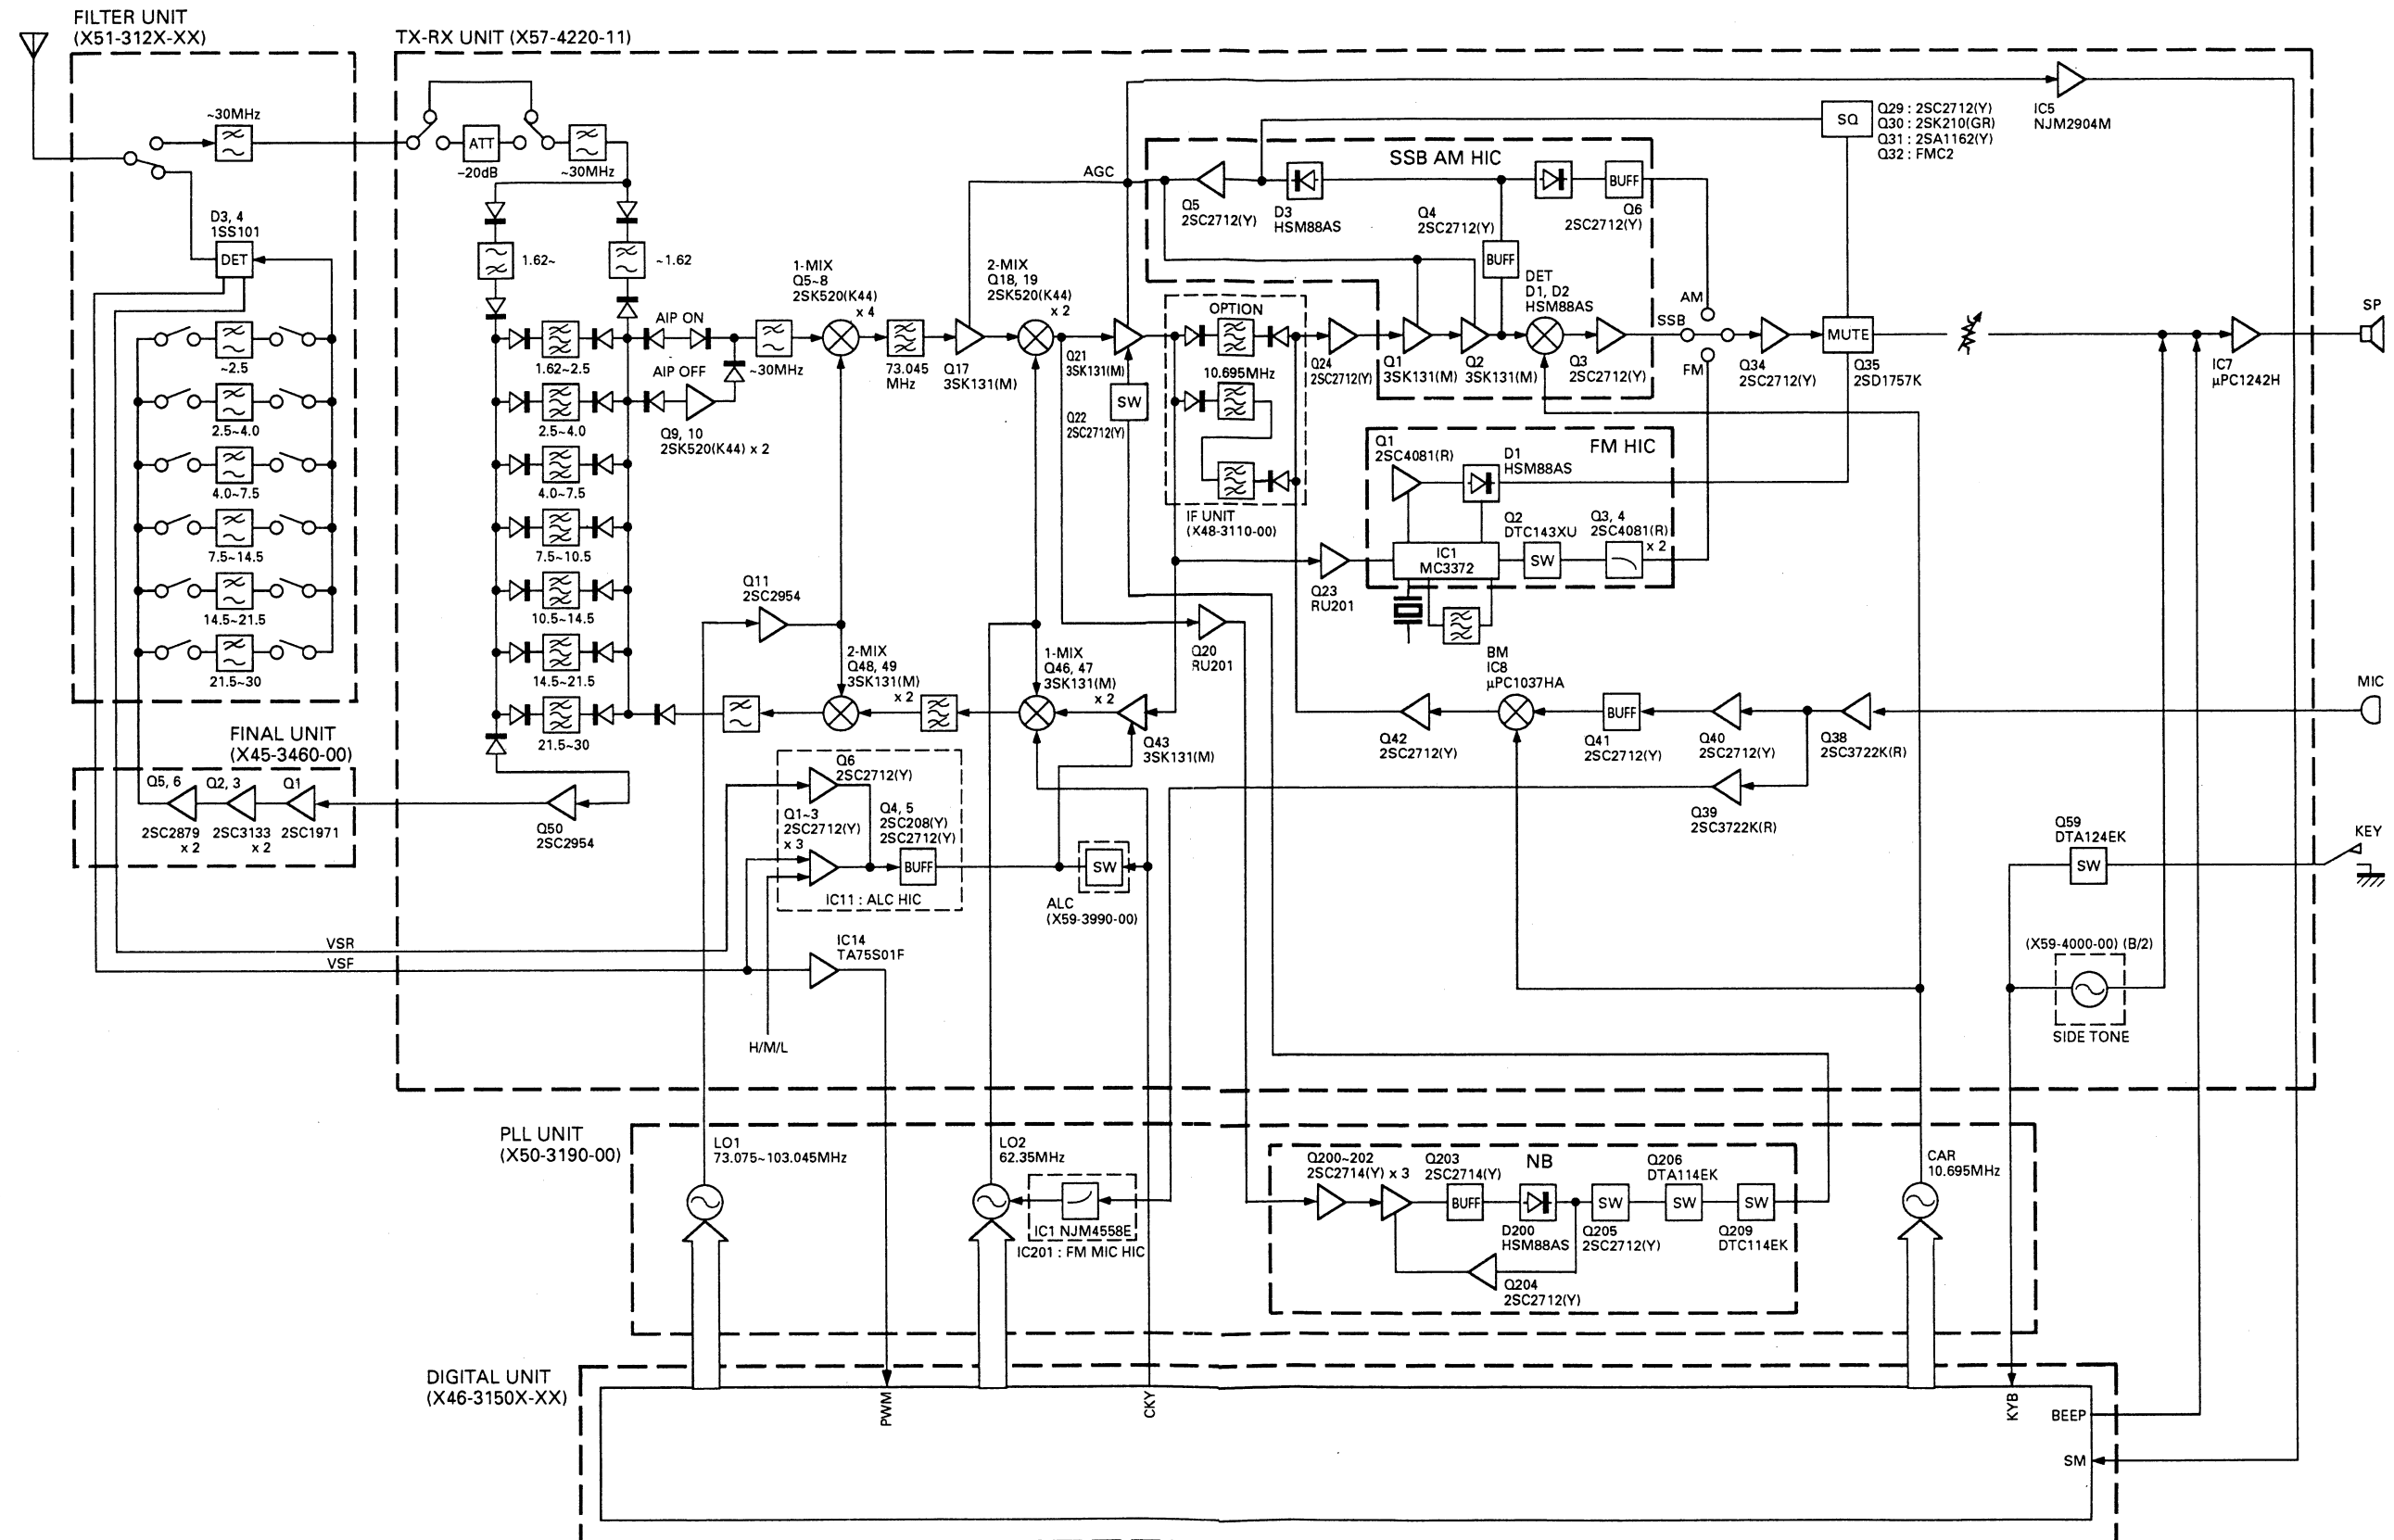 FILTER UNIT
(X51-312X-XX)
TX-RX UNIT (X57-4220-11)
~30MHz
ATT
-20dB
~30MHz
D3, 4
1SS101
DET
1.62~
~1.62
~2.5
2.5~4.0
4.0~7.5
7.5~14.5
14.5~21.5
21.5~30
1.62~2.5
2.5~4.0
4.0~7.5
7.5~10.5
10.5~14.5
14.5~21.5
21.5~30
AIP ON
AIP OFF
Q9, 10
2SK520(K44) x 2
~30MHz
1-MIX
Q5~8
2SK520(K44)
x 4
73.045
MHz
Q17
3SK131(M)
2-MIX
Q18, 19
2SK520(K44)
x 2
AGC
Q21
3SK131(M)
SW
Q22
2SC2712(Y)
SSB AM HIC
Q5
2SC2712(Y)
D3
HSM88AS
Q4
2SC2712(Y)
BUFF
BUFF
Q6
2SC2712(Y)
DET
D1, D2
HSM88AS
Q24
2SC2712(Y)
Q1
3SK131(M)
Q2
3SK131(M)
Q3
2SC2712(Y)
OPTION
10.695MHz
IF UNIT
(X48-3110-00)
SQ
Q29 : 2SC2712(Y)
Q30 : 2SK210(GR)
Q31 : 2SA1162(Y)
Q32 : FMC2
IC5
NJM2904M
AM
SSB
FM
Q34
2SC2712(Y)
MUTE
Q35
2SD1757K
IC7
µPC1242H
SP
FM HIC
Q1
2SC4081(R)
D1
HSM88AS
IC1
MC3372
Q2
DTC143XU
SW
Q3, 4
2SC4081(R)
x 2
Q23
RU201
Q20
RU201
Q11
2SC2954
2-MIX
Q48, 49
3SK131(M)
x 2
1-MIX
Q46, 47
3SK131(M)
x 2
Q43
3SK131(M)
Q42
2SC2712(Y)
BM
IC8
µPC1037HA
BUFF
Q41
2SC2712(Y)
Q40
2SC2712(Y)
Q38
2SC3722K(R)
MIC
Q39
2SC3722K(R)
FINAL UNIT
(X45-3460-00)
Q5, 6
Q2, 3
Q1
2SC2879
x 2
2SC3133
x 2
2SC1971
Q50
2SC2954
Q6
2SC2712(Y)
Q1~3
2SC2712(Y)
x 3
Q4, 5
2SC208(Y)
2SC2712(Y)
BUFF
IC11 : ALC HIC
SW
ALC
(X59-3990-00)
VSR
VSF
IC14
TA75S01F
H/M/L
Q59
DTA124EK
SW
KEY
(X59-4000-00) (B/2)
SIDE TONE
PLL UNIT
(X50-3190-00)
LO1
73.075~103.045MHz
LO2
62.35MHz
IC1 NJM4558E
IC201 : FM MIC HIC
NB
Q200~202
2SC2714(Y) x 3
Q203
2SC2714(Y)
BUFF
D200
HSM88AS
SW
Q205
2SC2712(Y)
Q206
DTA114EK
SW
SW
Q209
DTC114EK
Q204
2SC2712(Y)
CAR
10.695MHz
DIGITAL UNIT
(X46-3150X-XX)
PWM
CKY
KYB
BEEP
SM